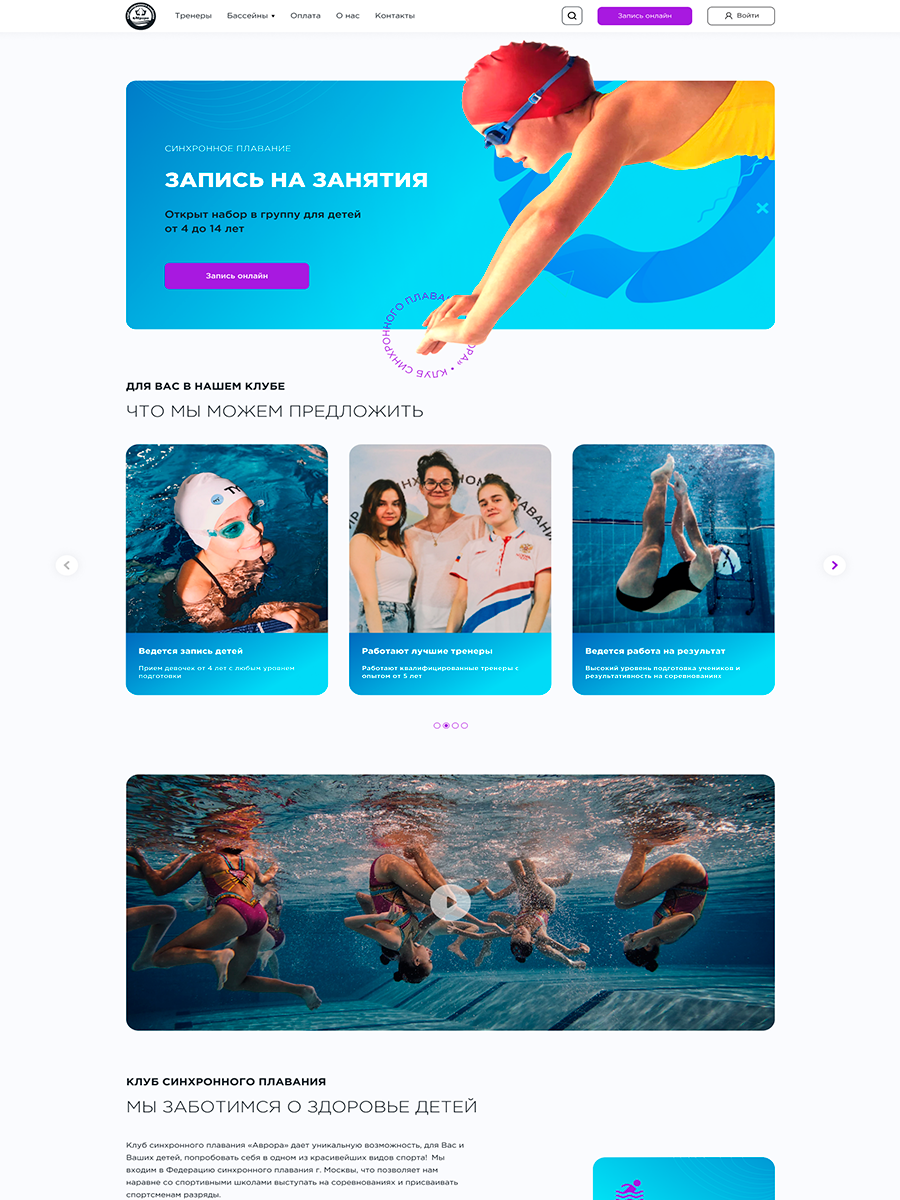 Тренеры
Бассейны
Оплата
О нас
Контакты
Запись онлайн
Войти
СИНХРОННОЕ ПЛАВАНИЕ
ЗАПИСЬ НА ЗАНЯТИЯ
Открыт набор в группу для детей
от 4 до 14 лет
Запись онлайн
КЛУБ СИНХРОННОГО ПЛАВА
ОРА» •
ДЛЯ ВАС В НАШЕМ КЛУБЕ
ЧТО МЫ МОЖЕМ ПРЕДЛОЖИТЬ
Ведется запись детей
Прием девочек от 4 лет с любым уровнем
подготовки
Работают лучшие тренеры
Работают квалифицированные тренеры с
опытом от 5 лет
Ведется работа на результат
Высокий уровень подготовка учеников и
результативность на соревнованиях
КЛУБ СИНХРОННОГО ПЛАВАНИЯ
МЫ ЗАБОТИМСЯ О ЗДОРОВЬЕ ДЕТЕЙ
Клуб синхронного плавания «Аврора» дает уникальную возможность, для Вас и
Ваших детей, попробовать себя в одном из красивейших видов спорта! Мы
входим в Федерацию синхронного плавания г. Москвы, что позволяет нам
наравне со спортивными школами выступать на соревнованиях и присваивать
спортсменам разряды.